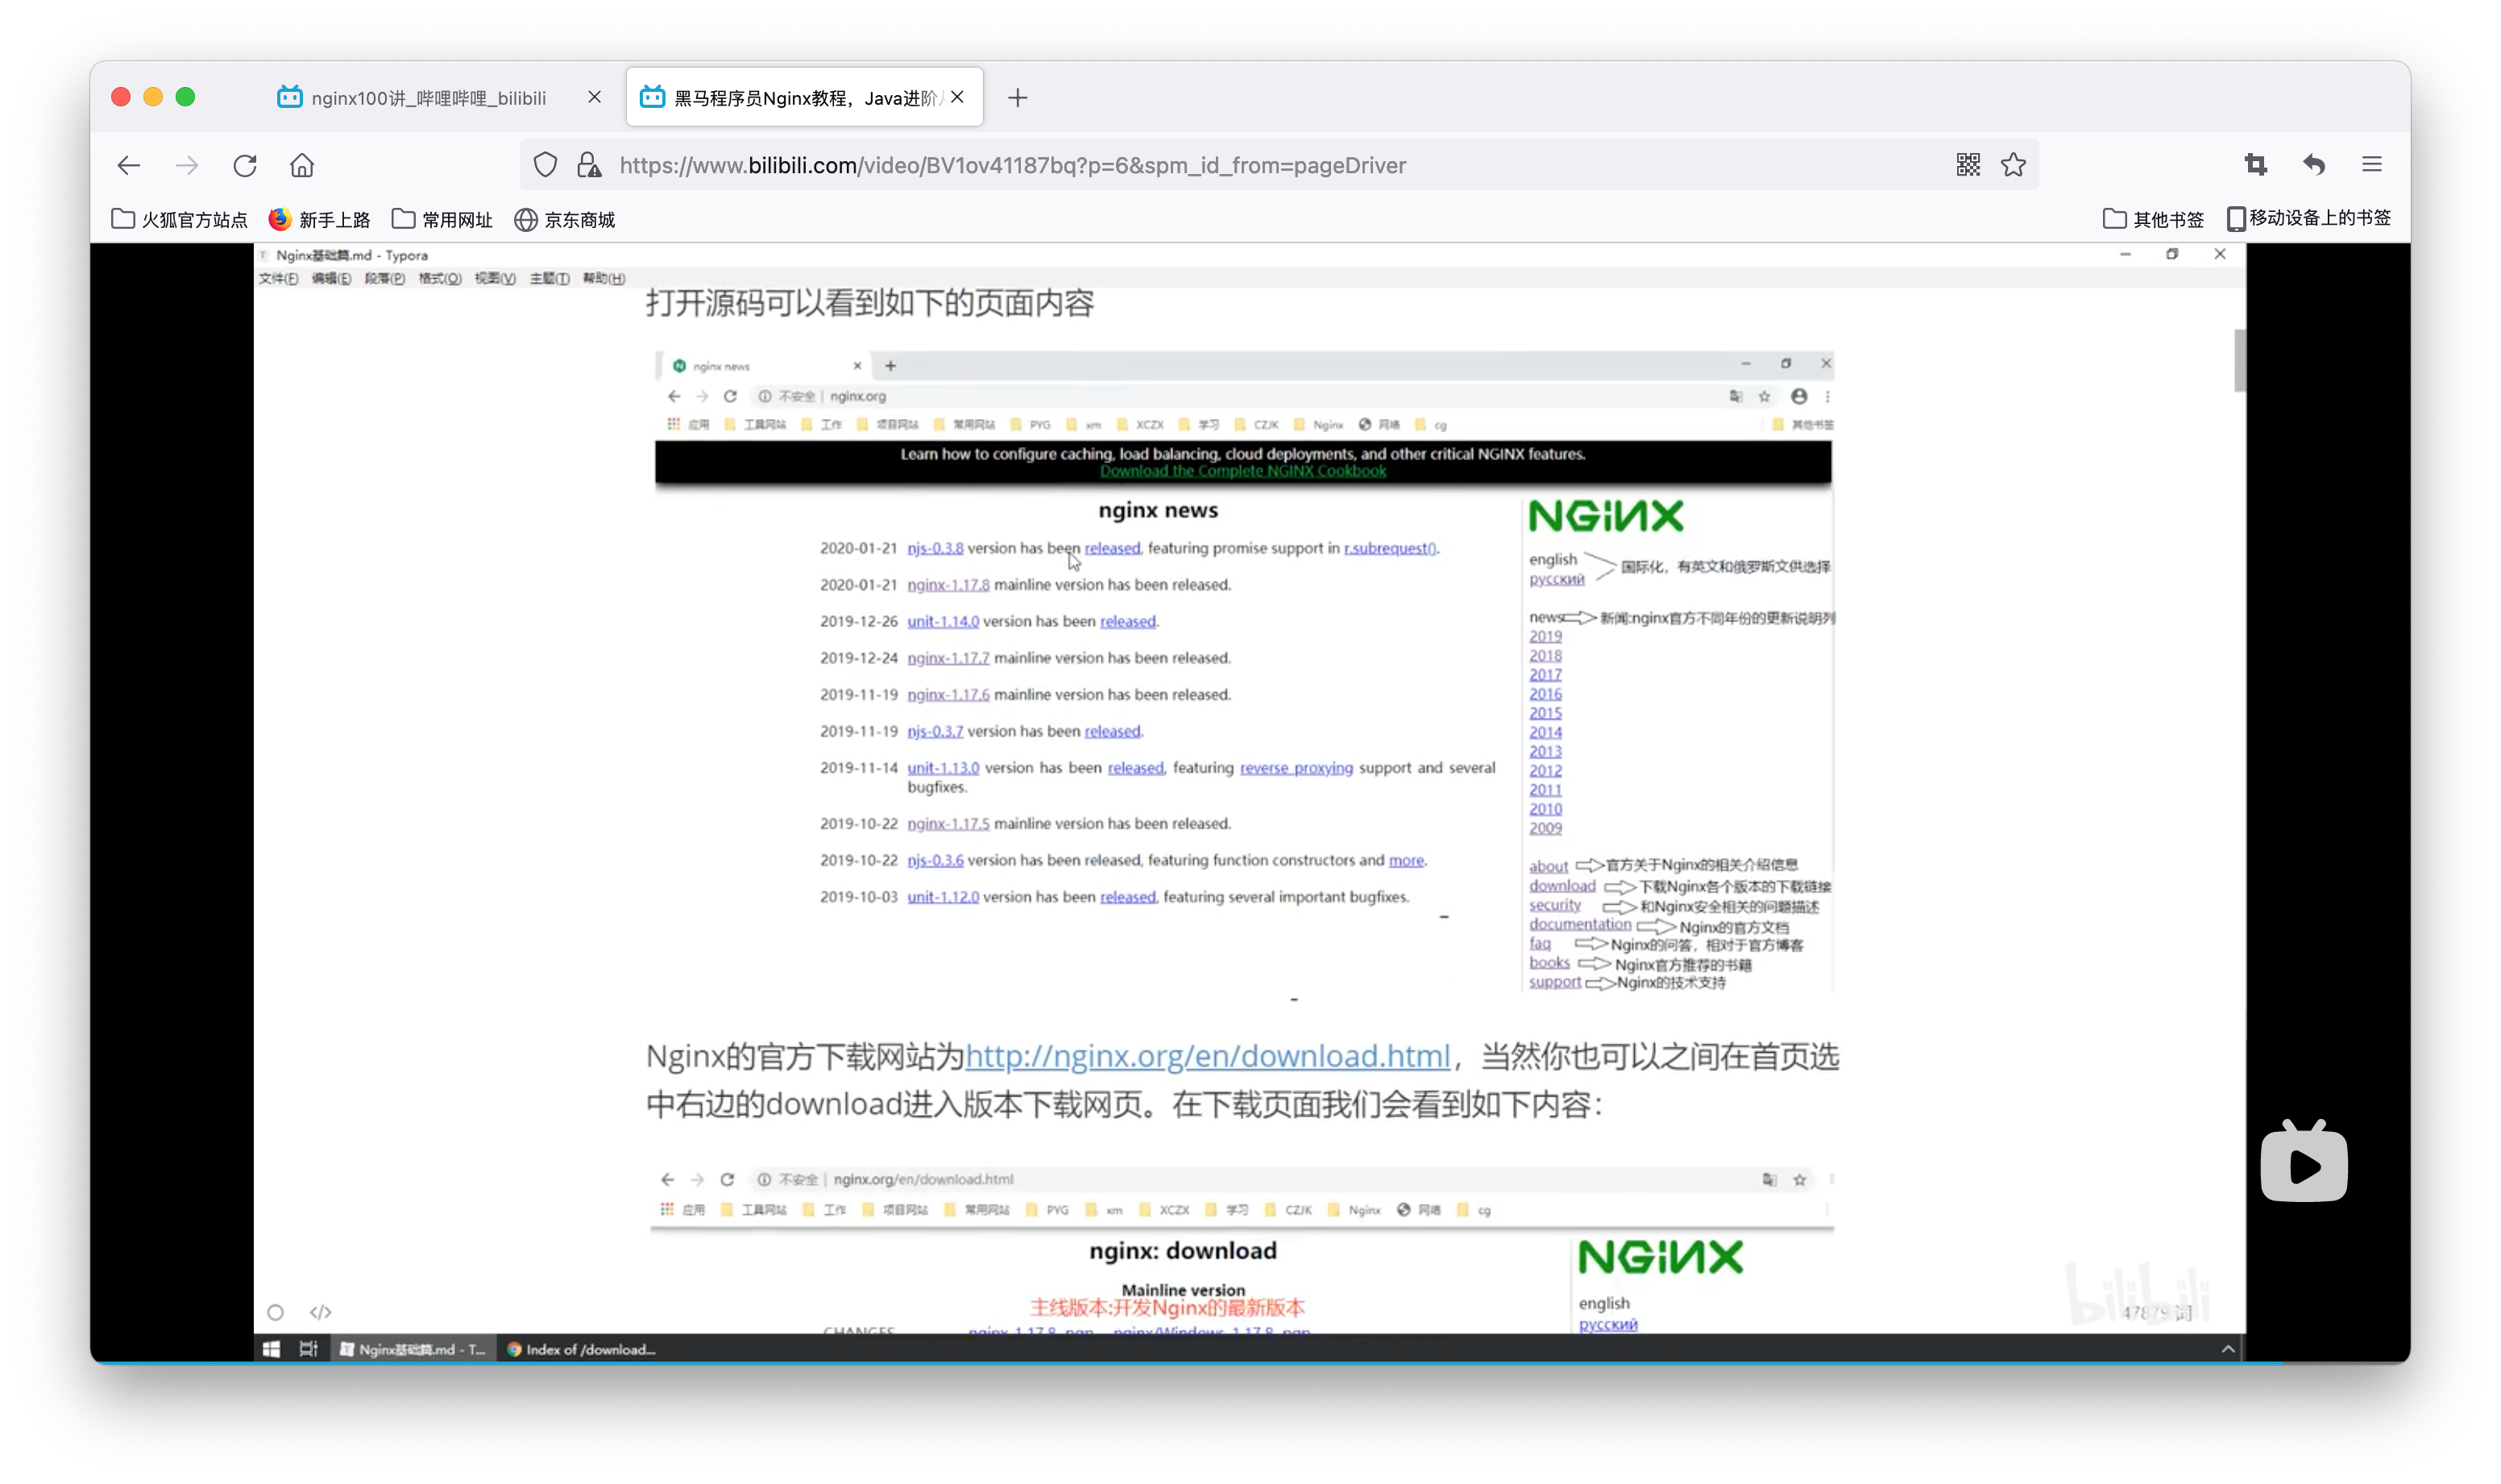 nginx100讲_哔哩哔哩_bilibili
黑马程序员Nginx教程，Java进阶
https://www.bilibili.com/video/BV1ov41187bq?p=6&spm_id_from=pageDriver
火狐官方站点 新手上路 常用网址 京东商城 其他书签 移动设备上的书签
Nginx基础篇.md - Typora
文件(F) 编辑(E) 段落(P) 格式(O) 视图(V) 主题(T) 帮助(H)
打开源码可以看到如下的页面内容
nginx news
不安全 | nginx.org
应用 工具网站 工作 项目网站 常用网站 PYG xm XCZX 学习 CZJK Nginx 网络 cg 其他书签
Learn how to configure caching, load balancing, cloud deployments, and other critical NGINX features.
Download the Complete NGINX Cookbook
nginx news
2020-01-21 njs-0.3.8 version has been released, featuring promise support in r.subrequest().
2020-01-21 nginx-1.17.8 mainline version has been released.
2019-12-26 unit-1.14.0 version has been released.
2019-12-24 nginx-1.17.7 mainline version has been released.
2019-11-19 nginx-1.17.6 mainline version has been released.
2019-11-19 njs-0.3.7 version has been released.
2019-11-14 unit-1.13.0 version has been released, featuring reverse proxying support and several
bugfixes.
2019-10-22 nginx-1.17.5 mainline version has been released.
2019-10-22 njs-0.3.6 version has been released, featuring function constructors and more.
2019-10-03 unit-1.12.0 version has been released, featuring several important bugfixes.
NGINX
english
русский
国际化，有英文和俄罗斯文供选择
news 新闻:nginx官方不同年份的更新说明列
2019
2018
2017
2016
2015
2014
2013
2012
2011
2010
2009
about 官方关于Nginx的相关介绍信息
download 下载Nginx各个版本的下载链接
security 和Nginx安全相关的问题描述
documentation Nginx的官方文档
faq Nginx的问答，相对于官方博客
books Nginx官方推荐的书籍
support Nginx的技术支持
Nginx的官方下载网站为http://nginx.org/en/download.html，当然你也可以之间在首页选
中右边的download进入版本下载网页。在下载页面我们会看到如下内容：
不安全 | nginx.org/en/download.html
应用 工具网站 工作 项目网站 常用网站 PYG xm XCZX 学习 CZJK Nginx 网络 cg
nginx: download
Mainline version
主线版本:开发Nginx的最新版本
CHANGES nginx-1.17.8 pgp nginx/Windows-1.17.8 pgp
NGINX
english
русский
bilibili
47879 词
Nginx基础篇.md - T...
Index of /download...